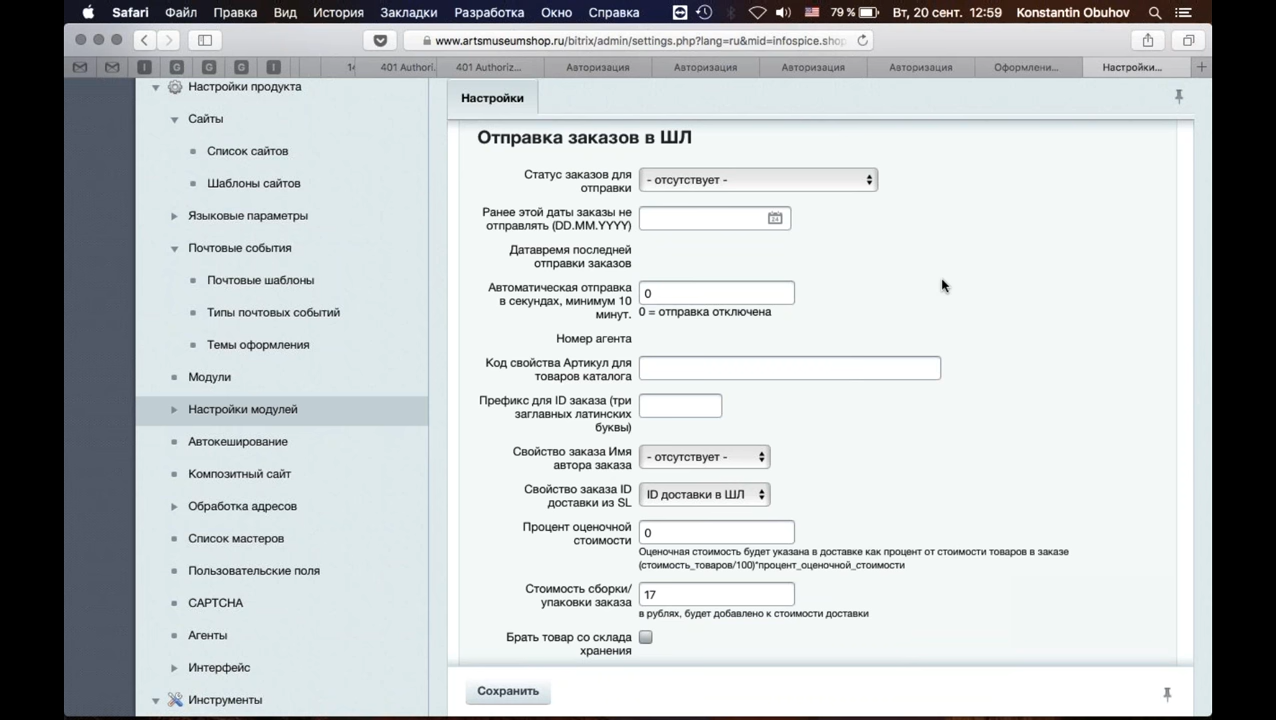 Safari Файл Правка Вид История Закладки Разработка Окно Справка 79 % Вт, 20 сент. 12:59 Konstantin Obuhov
www.artsmuseumshop.ru/bitrix/admin/settings.php?lang=ru&mid=infospice.shop
I G G G I 401 Authori... 401 Authoriz... Авторизация Авторизация Авторизация Авторизация Оформлени... Настройки...
Настройки продукта
Сайты
Список сайтов
Шаблоны сайтов
Языковые параметры
Почтовые события
Почтовые шаблоны
Типы почтовых событий
Темы оформления
Модули
Настройки модулей
Автокеширование
Композитный сайт
Обработка адресов
Список мастеров
Пользовательские поля
CAPTCHA
Агенты
Интерфейс
Инструменты
Настройки
Отправка заказов в ШЛ
Статус заказов для
отправки
- отсутствует -
Ранее этой даты заказы не
отправлять (DD.MM.YYYY)
Датавремя последней
отправки заказов
Автоматическая отправка
в секундах, минимум 10
минут.
0
0 = отправка отключена
Номер агента
Код свойства Артикул для
товаров каталога
Префикс для ID заказа (три
заглавных латинских
буквы)
Свойство заказа Имя
автора заказа
- отсутствует -
Свойство заказа ID
доставки из SL
ID доставки в ШЛ
Процент оценочной
стоимости
0
Оценочная стоимость будет указана в доставке как процент от стоимости товаров в заказе
(стоимость_товаров/100)*процент_оценочной_стоимости
Стоимость сборки/
упаковки заказа
17
в рублях, будет добавлено к стоимости доставки
Брать товар со склада
хранения
Сохранить